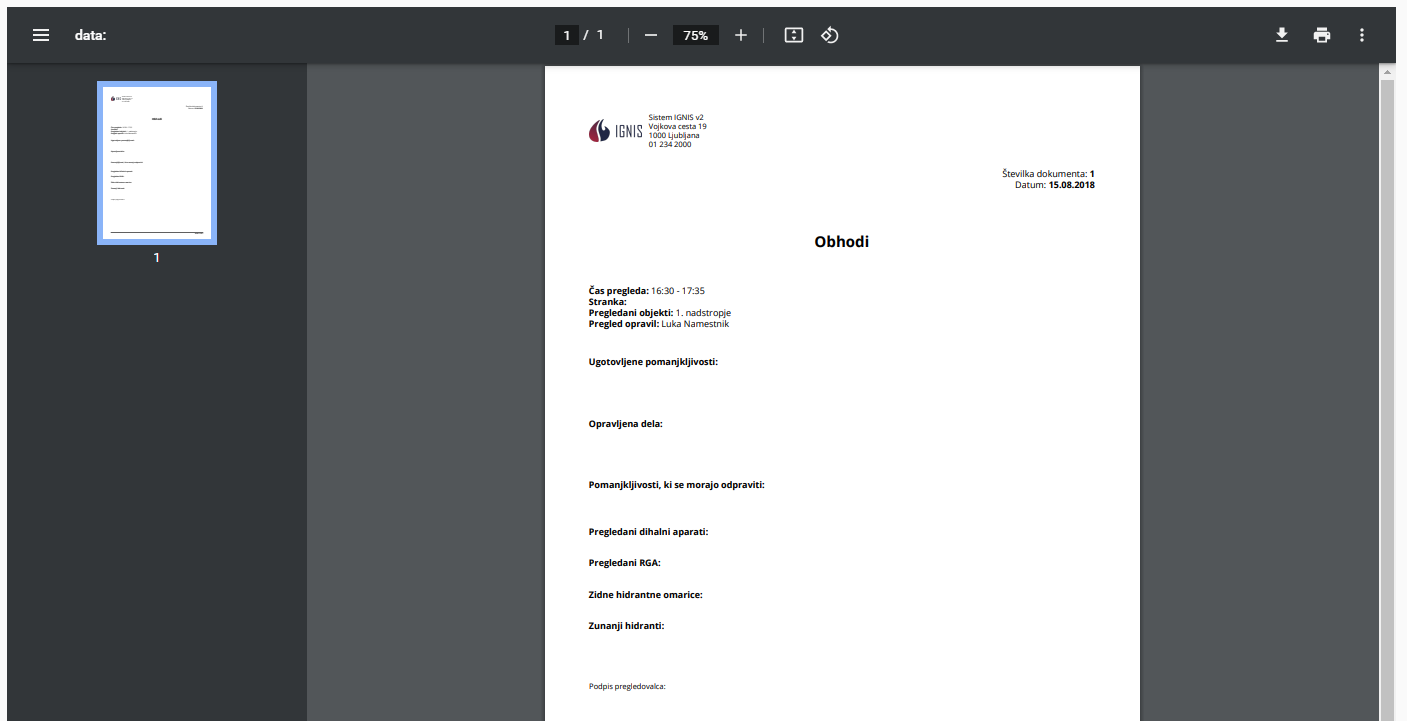 data:
1 / 1
75%
1
IGNIS
Sistem IGNIS v2
Vojkova cesta 19
1000 Ljubljana
01 234 2000
Številka dokumenta: 1
Datum: 15.08.2018
Obhodi
Čas pregleda: 16:30 - 17:35
Stranka:
Pregledani objekti: 1. nadstropje
Pregled opravil: Luka Namestnik
Ugotovljene pomanjkljivosti:
Opravljena dela:
Pomanjkljivosti, ki se morajo odpraviti:
Pregledani dihalni aparati:
Pregledani RGA:
Zidne hidrantne omarice:
Zunanji hidranti:
Podpis pregledovalca: